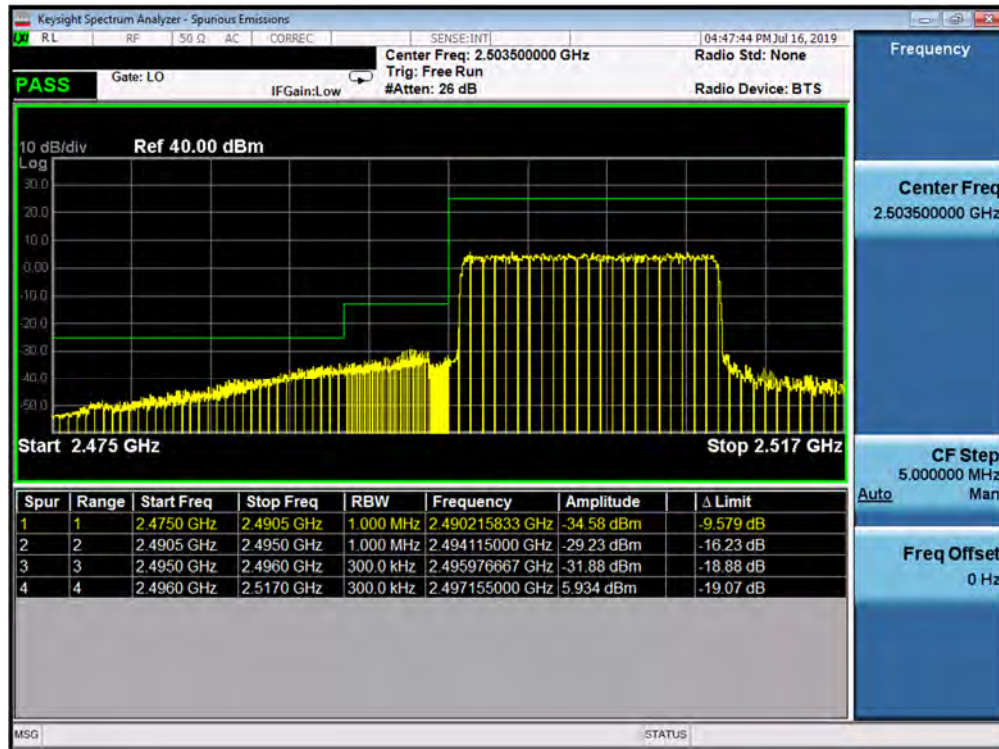 Keysight Spectrum Analyzer - Spurious Emissions
LXI RL RF 50 Ω AC CORREC SENSE:INT 04:47:44 PM Jul 16, 2019
Center Freq: 2.503500000 GHz Radio Std: None
PASS Gate: LO Trig: Free Run
IFGain:Low #Atten: 26 dB Radio Device: BTS
10 dB/div Ref 40.00 dBm
Log
30.0
20.0
10.0
0.00
-10.0
-20.0
-30.0
-40.0
-50.0
Start 2.475 GHz Stop 2.517 GHz
Spur Range Start Freq Stop Freq RBW Frequency Amplitude Δ Limit
1 1 2.4750 GHz 2.4905 GHz 1.000 MHz 2.490215833 GHz -34.58 dBm -9.579 dB
2 2 2.4905 GHz 2.4950 GHz 1.000 MHz 2.494115000 GHz -29.23 dBm -16.23 dB
3 3 2.4950 GHz 2.4960 GHz 300.0 kHz 2.495976667 GHz -31.88 dBm -18.88 dB
4 4 2.4960 GHz 2.5170 GHz 300.0 kHz 2.497155000 GHz 5.934 dBm -19.07 dB
MSG STATUS
Frequency
Center Freq
2.503500000 GHz
CF Step
5.000000 MHz
Auto Man
Freq Offset
0 Hz